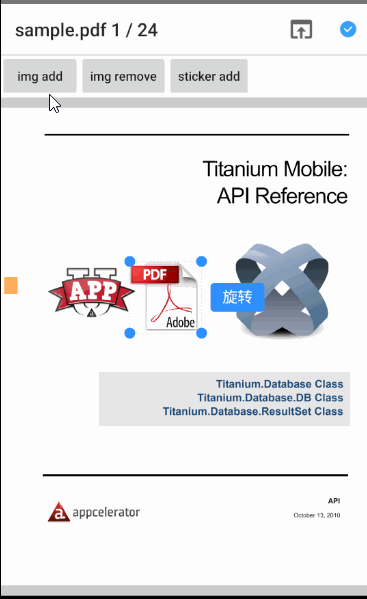 sample.pdf 1 / 24
img add
img remove
sticker add
Titanium Mobile:
API Reference
APP
U
PDF
Adobe
旋转
Titanium.Database Class
Titanium.Database.DB Class
Titanium.Database.ResultSet Class
appcelerator
API
October 13, 2010